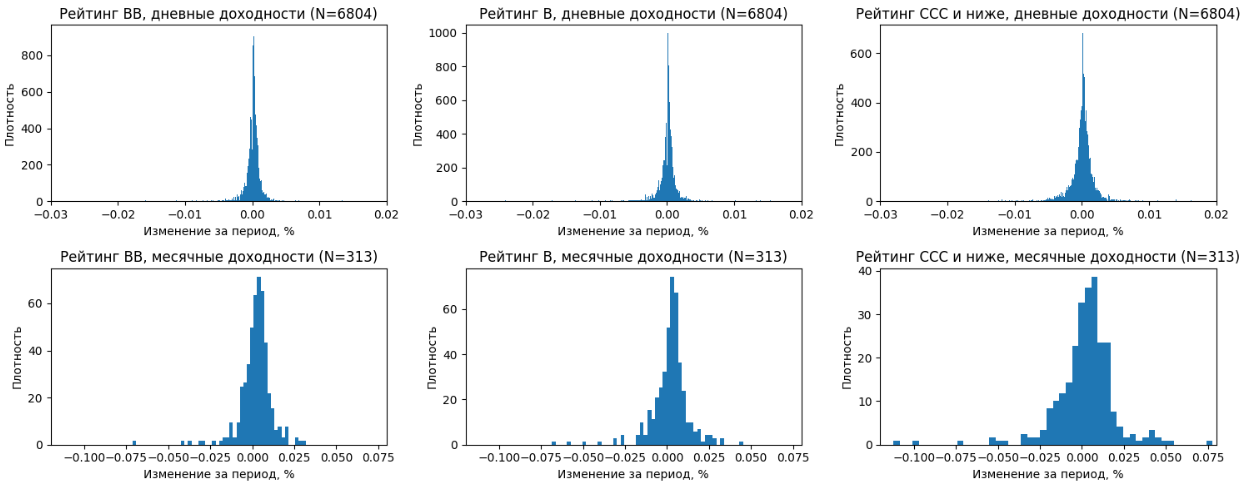 Рейтинг BB, дневные доходности (N=6804)
Плотность
800
600
400
200
0
−0.03 −0.02 −0.01 0.00 0.01 0.02
Изменение за период, %
Рейтинг B, дневные доходности (N=6804)
Плотность
1000
800
600
400
200
0
−0.03 −0.02 −0.01 0.00 0.01 0.02
Изменение за период, %
Рейтинг CCC и ниже, дневные доходности (N=6804)
Плотность
600
400
200
0
−0.03 −0.02 −0.01 0.00 0.01 0.02
Изменение за период, %
Рейтинг BB, месячные доходности (N=313)
Плотность
60
40
20
0
−0.100 −0.075 −0.050 −0.025 0.000 0.025 0.050 0.075
Изменение за период, %
Рейтинг B, месячные доходности (N=313)
Плотность
60
40
20
0
−0.100 −0.075 −0.050 −0.025 0.000 0.025 0.050 0.075
Изменение за период, %
Рейтинг CCC и ниже, месячные доходности (N=313)
Плотность
40
30
20
10
0
−0.100 −0.075 −0.050 −0.025 0.000 0.025 0.050 0.075
Изменение за период, %